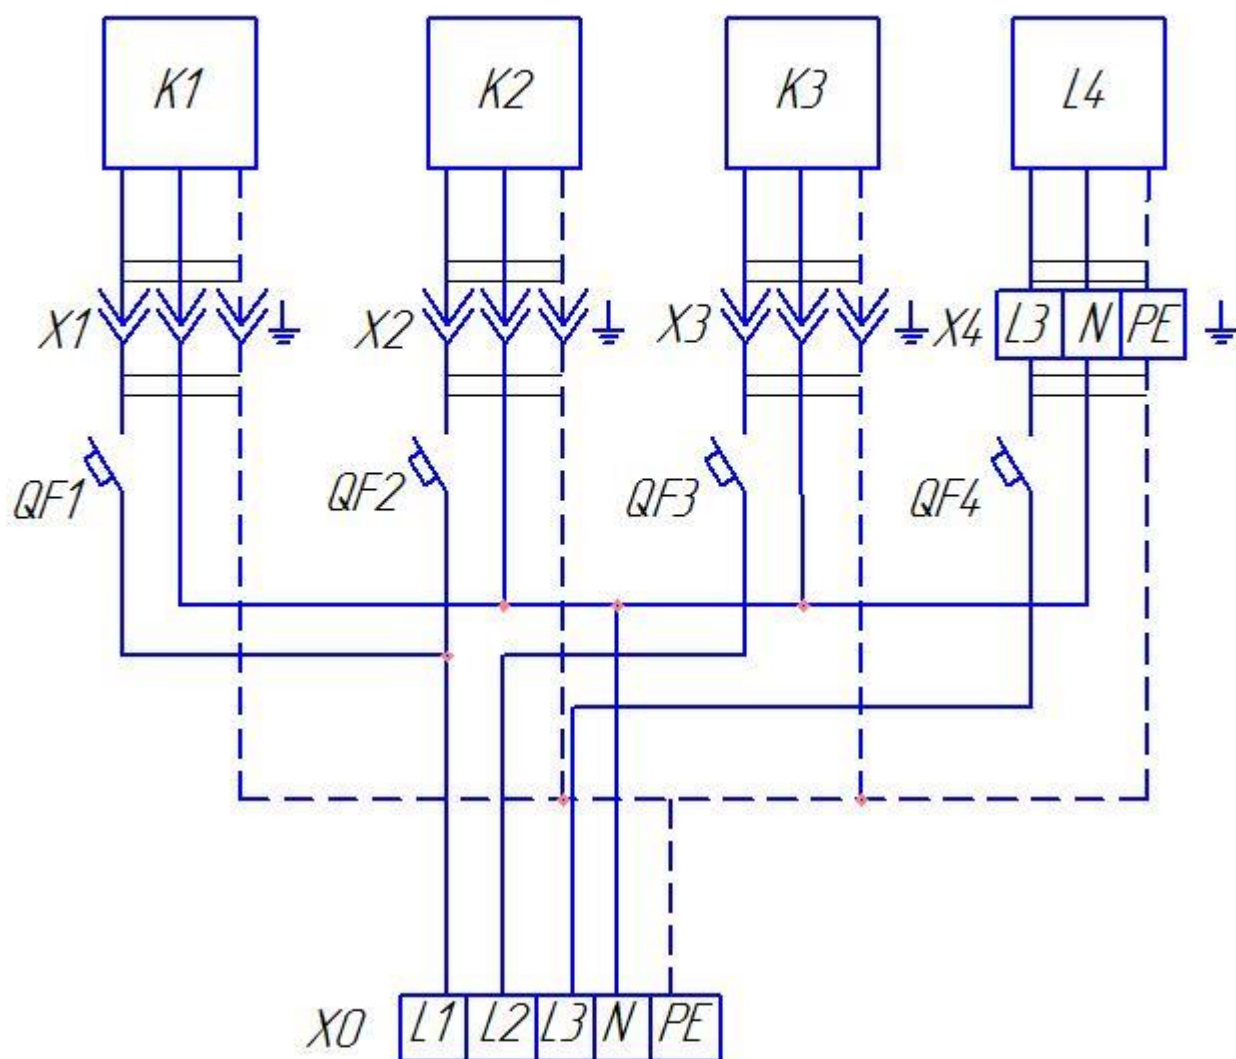 K1 K2 K3 L4
X1 X2 X3 X4 L3 N PE
QF1 QF2 QF3 QF4
X0 L1 L2 L3 N PE